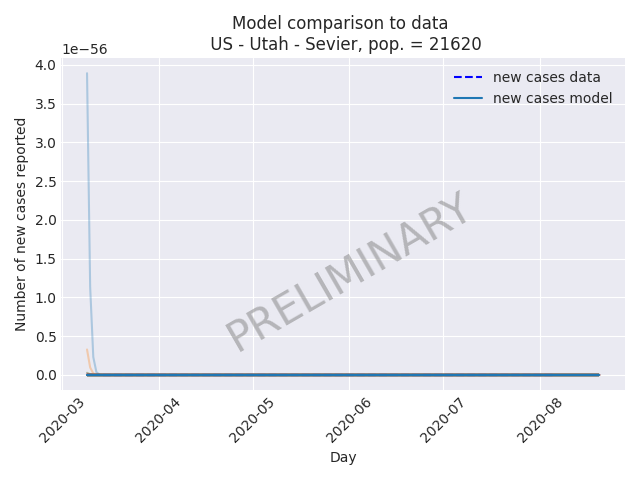 Model comparison to data
US - Utah - Sevier, pop. = 21620
1e−56
4.0
3.5
3.0
2.5
2.0
1.5
1.0
0.5
0.0
Number of new cases reported
new cases data
new cases model
PRELIMINARY
2020-03
2020-04
2020-05
2020-06
2020-07
2020-08
Day